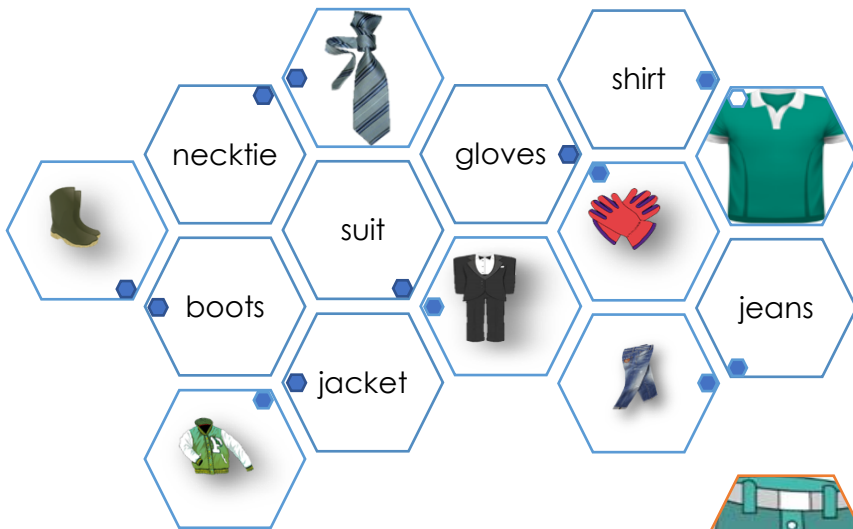 shirt
necktie
gloves
suit
boots
jeans
jacket